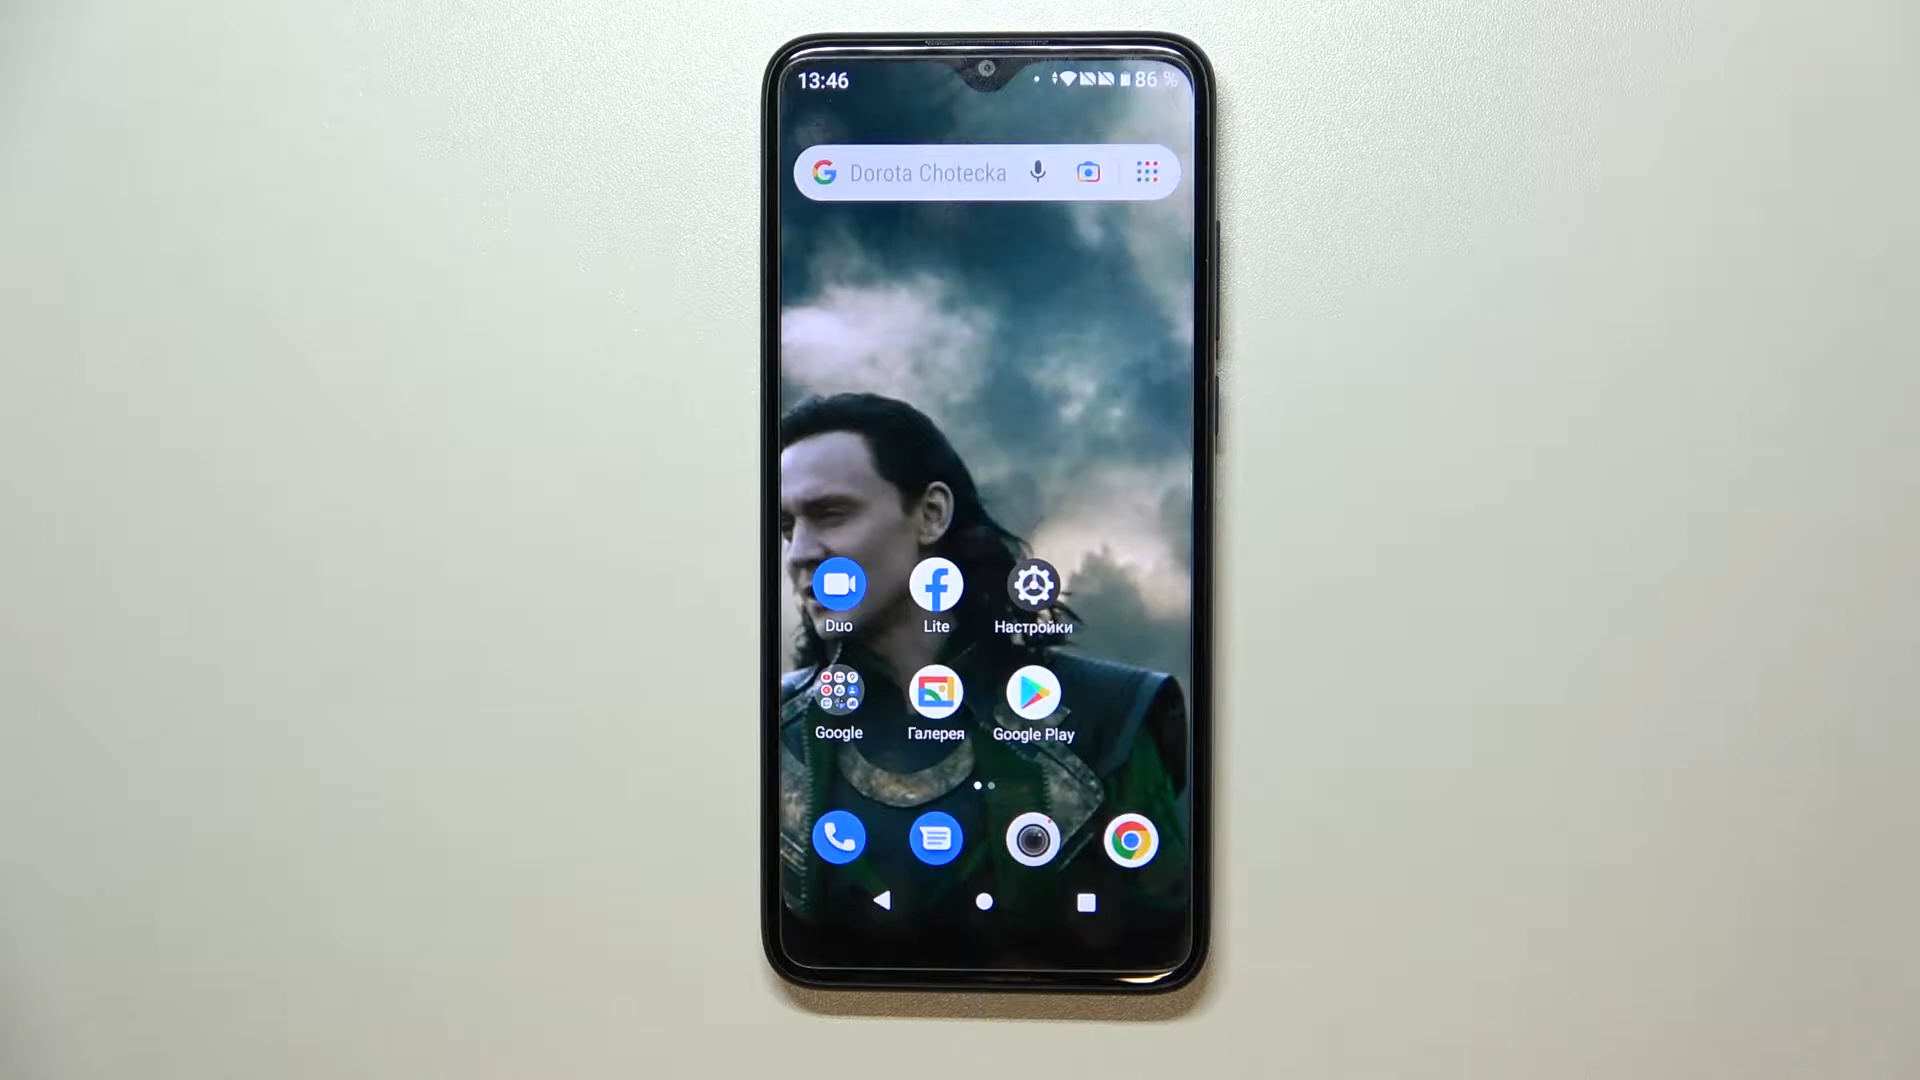 13:46
86 %
Dorota Chotecka
Duo
Lite
Настройки
Google
Галерея
Google Play